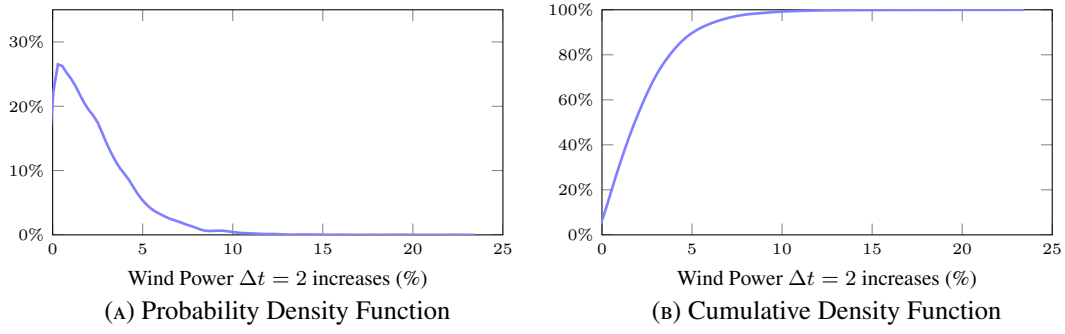 30%
20%
10%
0%
0 5 10 15 20 25
Wind Power Δt = 2 increases (%)
(A) Probability Density Function
100%
80%
60%
40%
20%
0%
0 5 10 15 20 25
Wind Power Δt = 2 increases (%)
(B) Cumulative Density Function